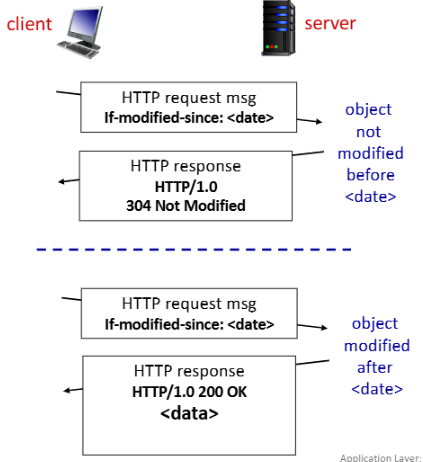 client
server
HTTP request msg
If-modified-since: <date>
object
not
modified
before
<date>
HTTP response
HTTP/1.0
304 Not Modified
HTTP request msg
If-modified-since: <date>
object
modified
after
<date>
HTTP response
HTTP/1.0 200 OK
<data>
Application Layer: